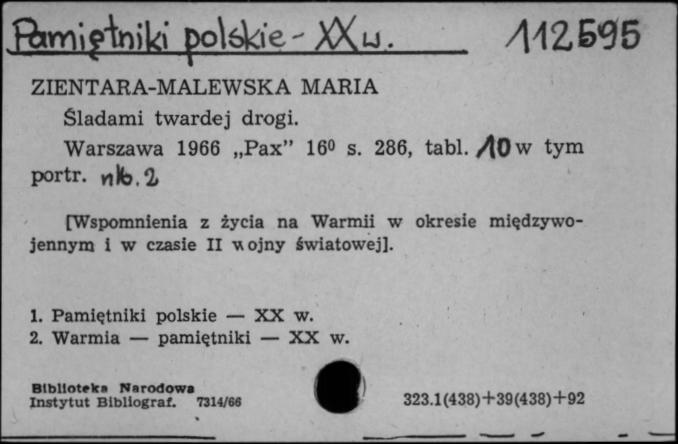 Pamiętniki polskie - XX w. 112595
ZIENTARA-MALEWSKA MARIA
Śladami twardej drogi.
Warszawa 1966 „Pax” 16⁰ s. 286, tabl. 10 w tym
portr. nlb. 2
[Wspomnienia z życia na Warmii w okresie międzywo-
jennym i w czasie II wojny światowej].
1. Pamiętniki polskie — XX w.
2. Warmia — pamiętniki — XX w.
Biblioteka Narodowa
Instytut Bibliograf. 7314/66 323.1(438)+39(438)+92